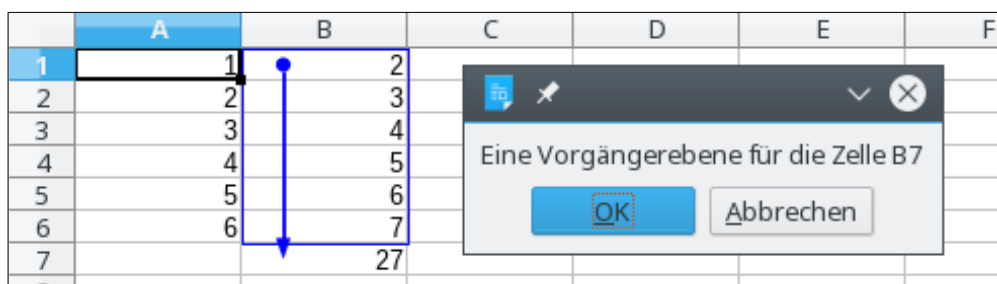 A B C D E F
1 1 2
2 2 3
3 3 4
4 4 5
5 5 6
6 6 7
7 27
Eine Vorgängerebene für die Zelle B7
OK Abbrechen